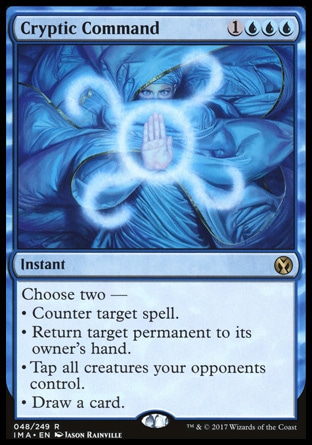 Cryptic Command 1
Instant
Choose two —
• Counter target spell.
• Return target permanent to its
owner's hand.
• Tap all creatures your opponents
control.
• Draw a card.
048/249 R
IMA • EN Jason Rainville
™ & © 2017 Wizards of the Coast